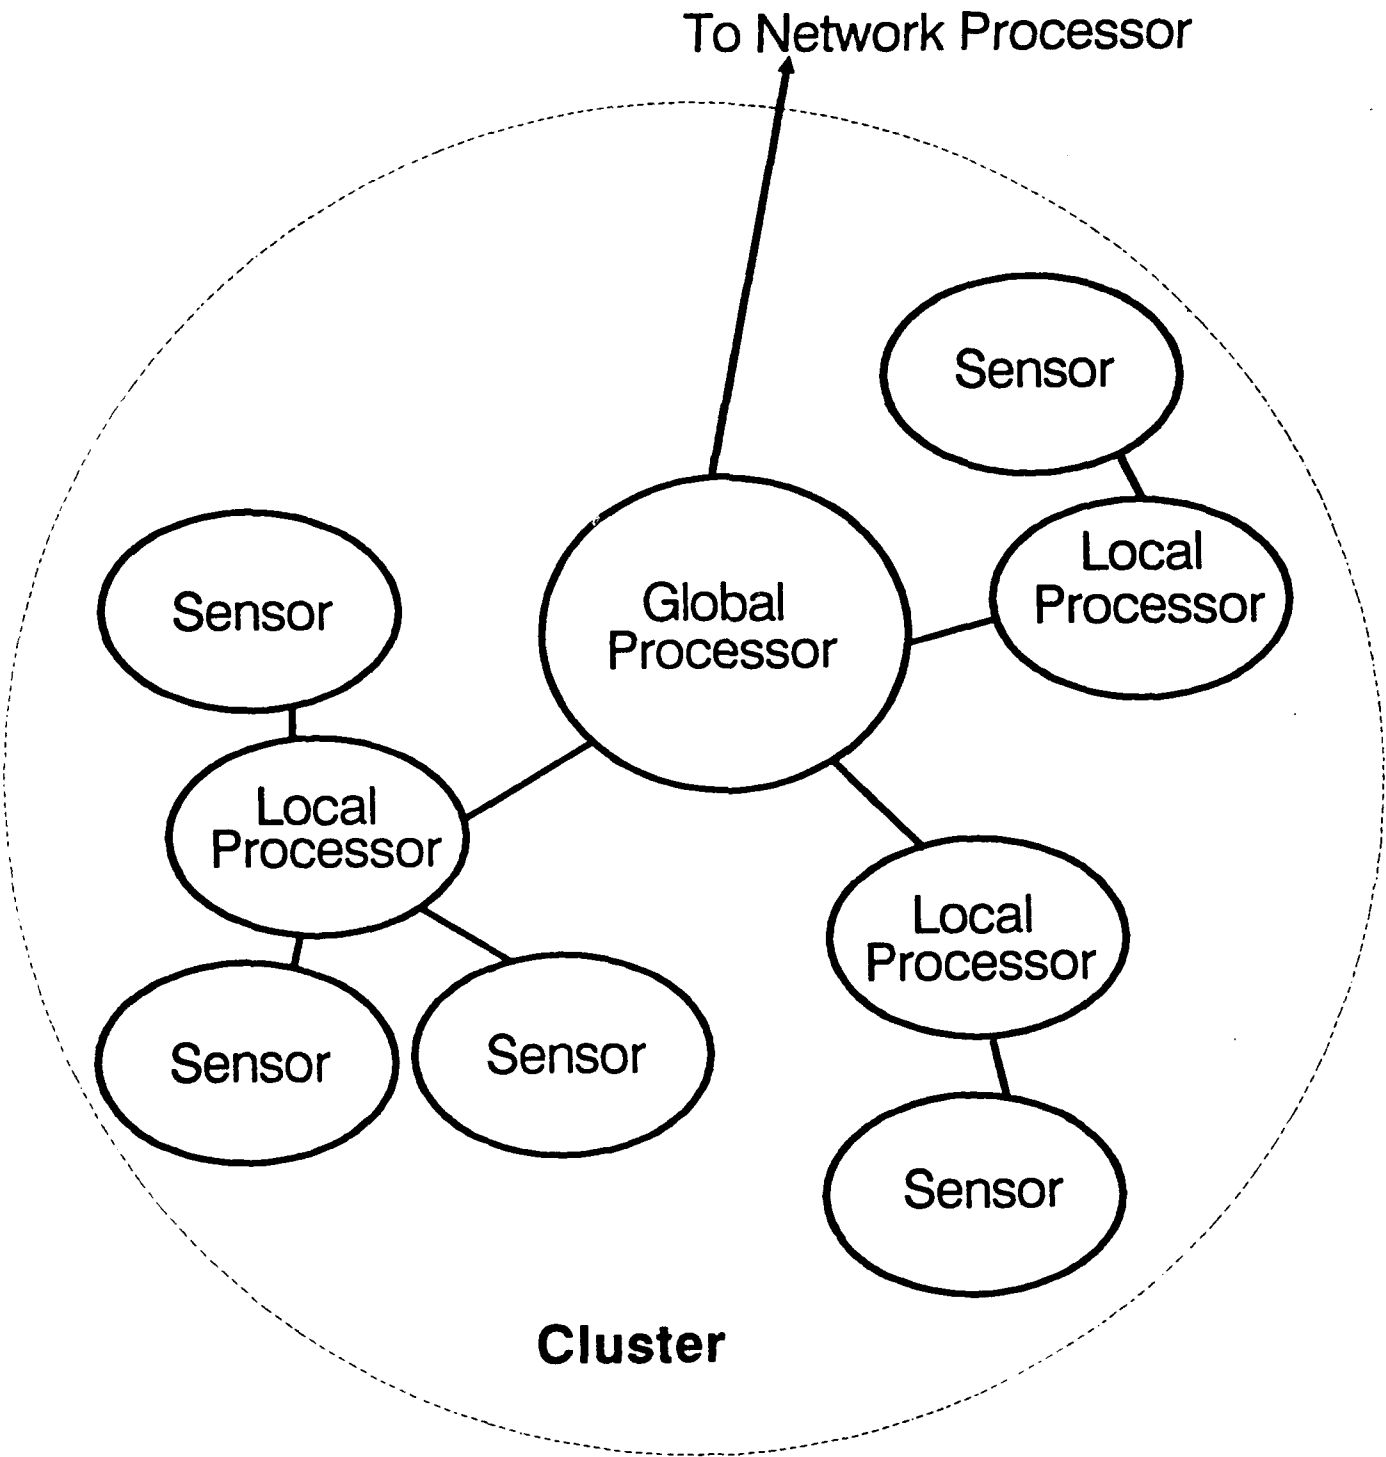 To Network Processor
Sensor
Local
Processor
Global
Processor
Sensor
Local
Processor
Local
Processor
Sensor
Sensor
Sensor
Cluster